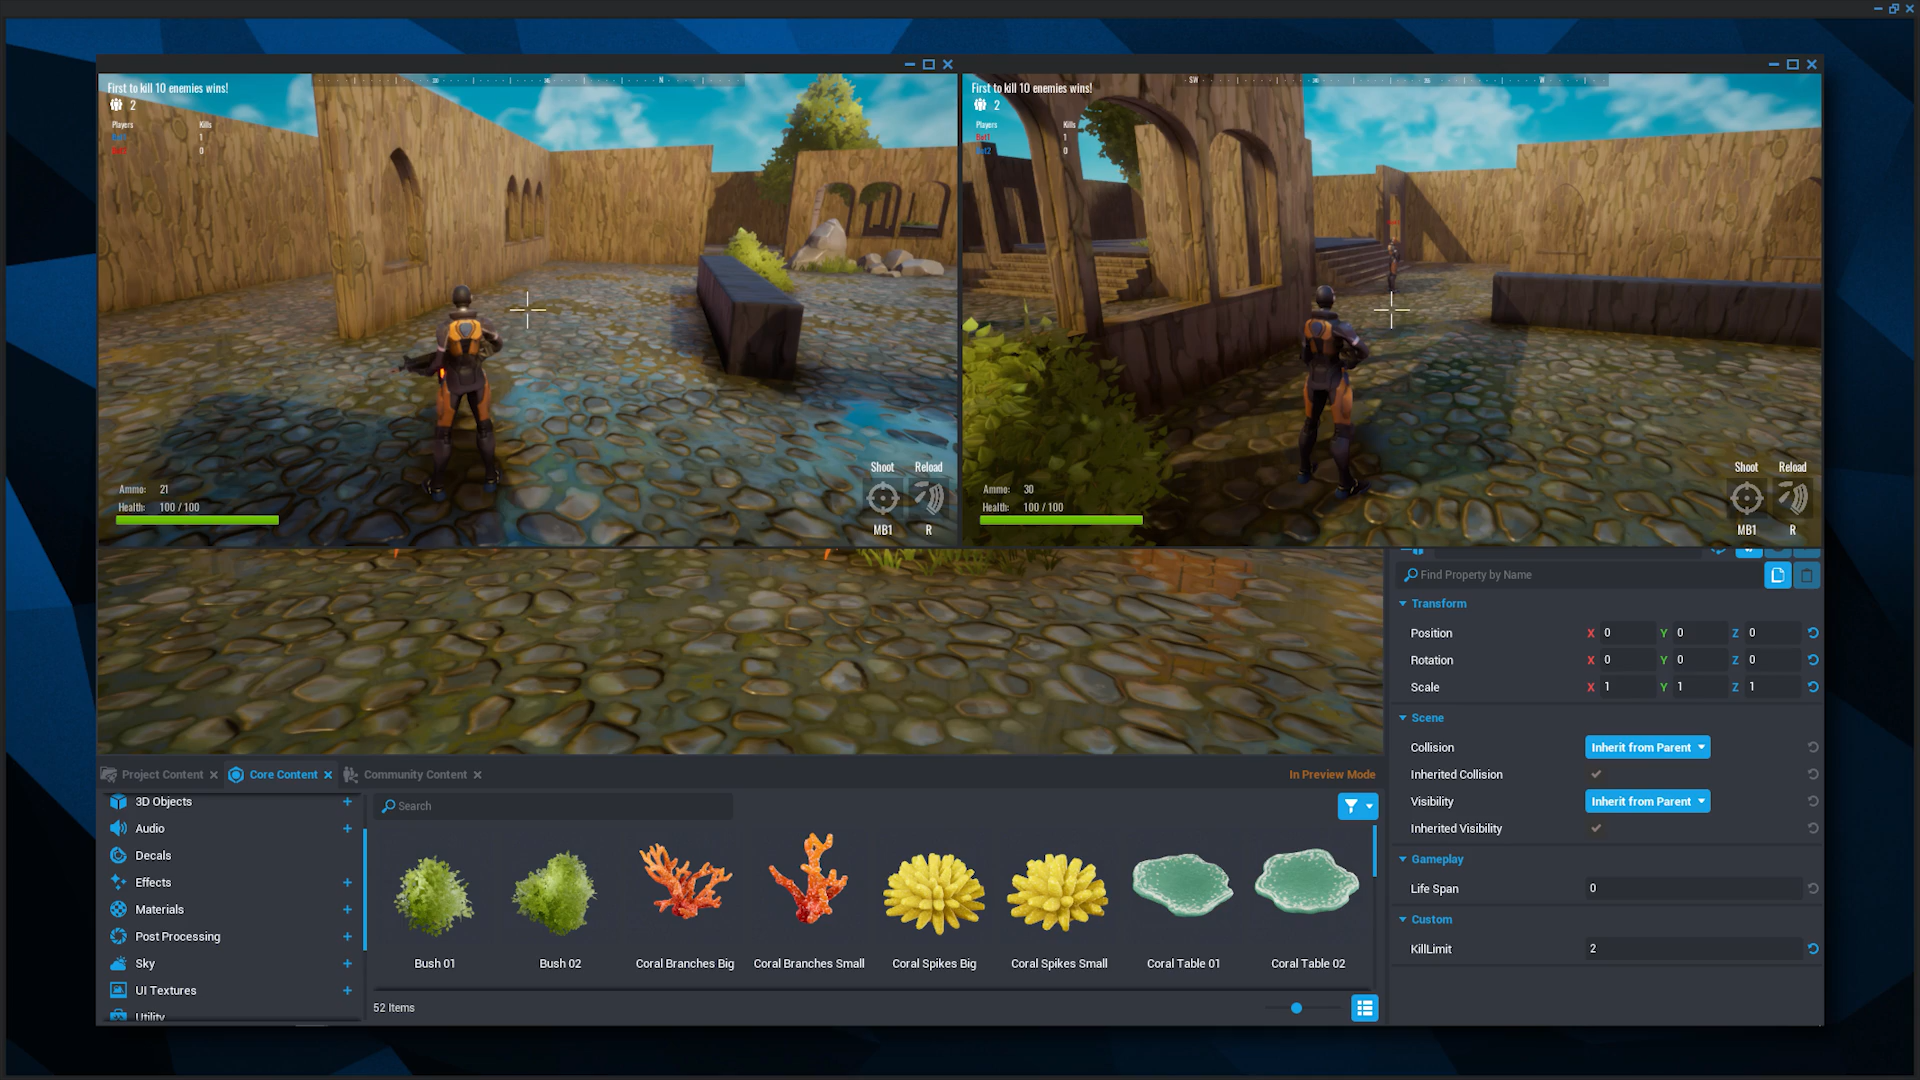 First to kill 10 enemies wins!
2
Players Kills
1
0
N
Ammo: 21
Health: 100 / 100
Shoot Reload
MB1 R
SW W
First to kill 10 enemies wins!
2
Players Kills
Bot1 1
Bot2 0
Ammo: 30
Health: 100 / 100
Shoot Reload
MB1 R
Find Property by Name
Transform
Position X 0 Y 0 Z 0
Rotation X 0 Y 0 Z 0
Scale X 1 Y 1 Z 1
Scene
Collision Inherit from Parent
Inherited Collision
Visibility Inherit from Parent
Inherited Visibility
Gameplay
Life Span 0
Custom
KillLimit 2
Project Content Core Content Community Content In Preview Mode
3D Objects
Audio
Decals
Effects
Materials
Post Processing
Sky
UI Textures
Utility
Search
Bush 01 Bush 02 Coral Branches Big Coral Branches Small Coral Spikes Big Coral Spikes Small Coral Table 01 Coral Table 02
52 Items